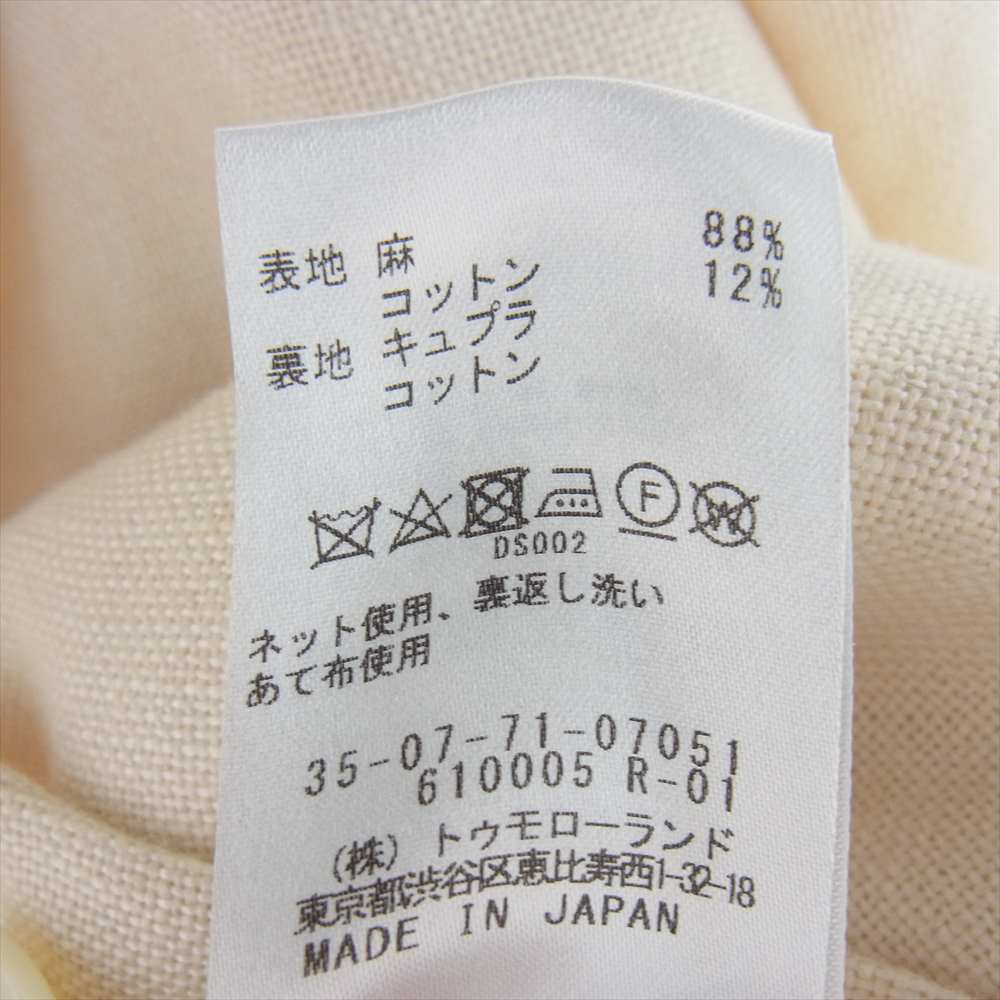 表地 麻 88%
コットン 12%
裏地 キュプラ
コットン
F
DS002
ネット使用、裏返し洗い
あて布使用
35-07-71-07051
610005 R-01
(株) トゥモローランド
東京都渋谷区恵比寿西1-32-18
MADE IN JAPAN